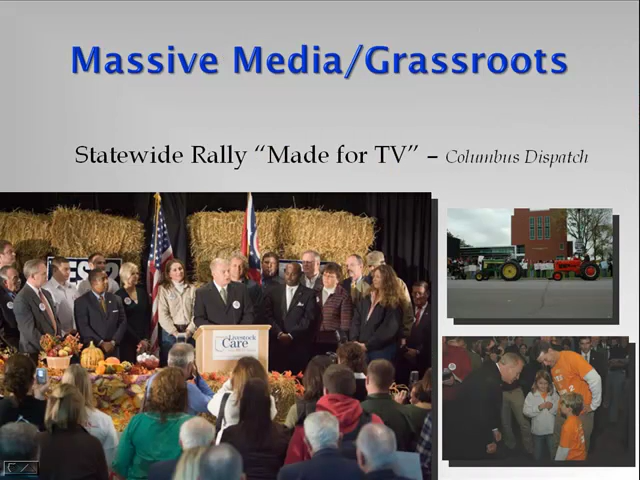 Massive Media/Grassroots
Statewide Rally “Made for TV” – Columbus Dispatch
Livestock
Care